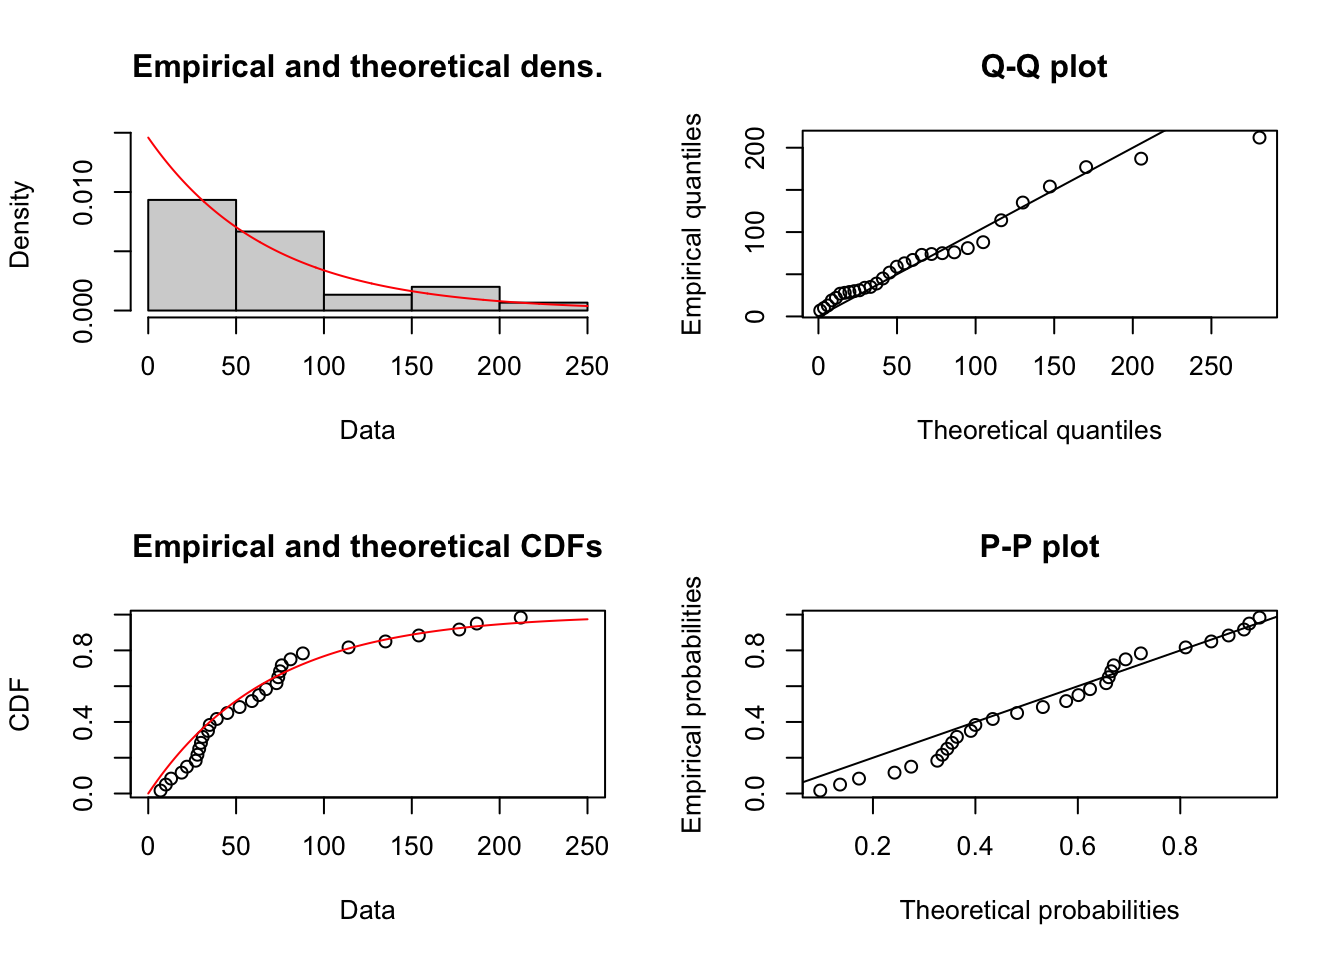 Empirical and theoretical dens.
Density
0.000 0.010
0 50 100 150 200 250
Data
Q-Q plot
Empirical quantiles
0 100 200
0 50 100 150 200 250
Theoretical quantiles
Empirical and theoretical CDFs
CDF
0.0 0.4 0.8
0 50 100 150 200 250
Data
P-P plot
Empirical probabilities
0.0 0.4 0.8
0.2 0.4 0.6 0.8
Theoretical probabilities